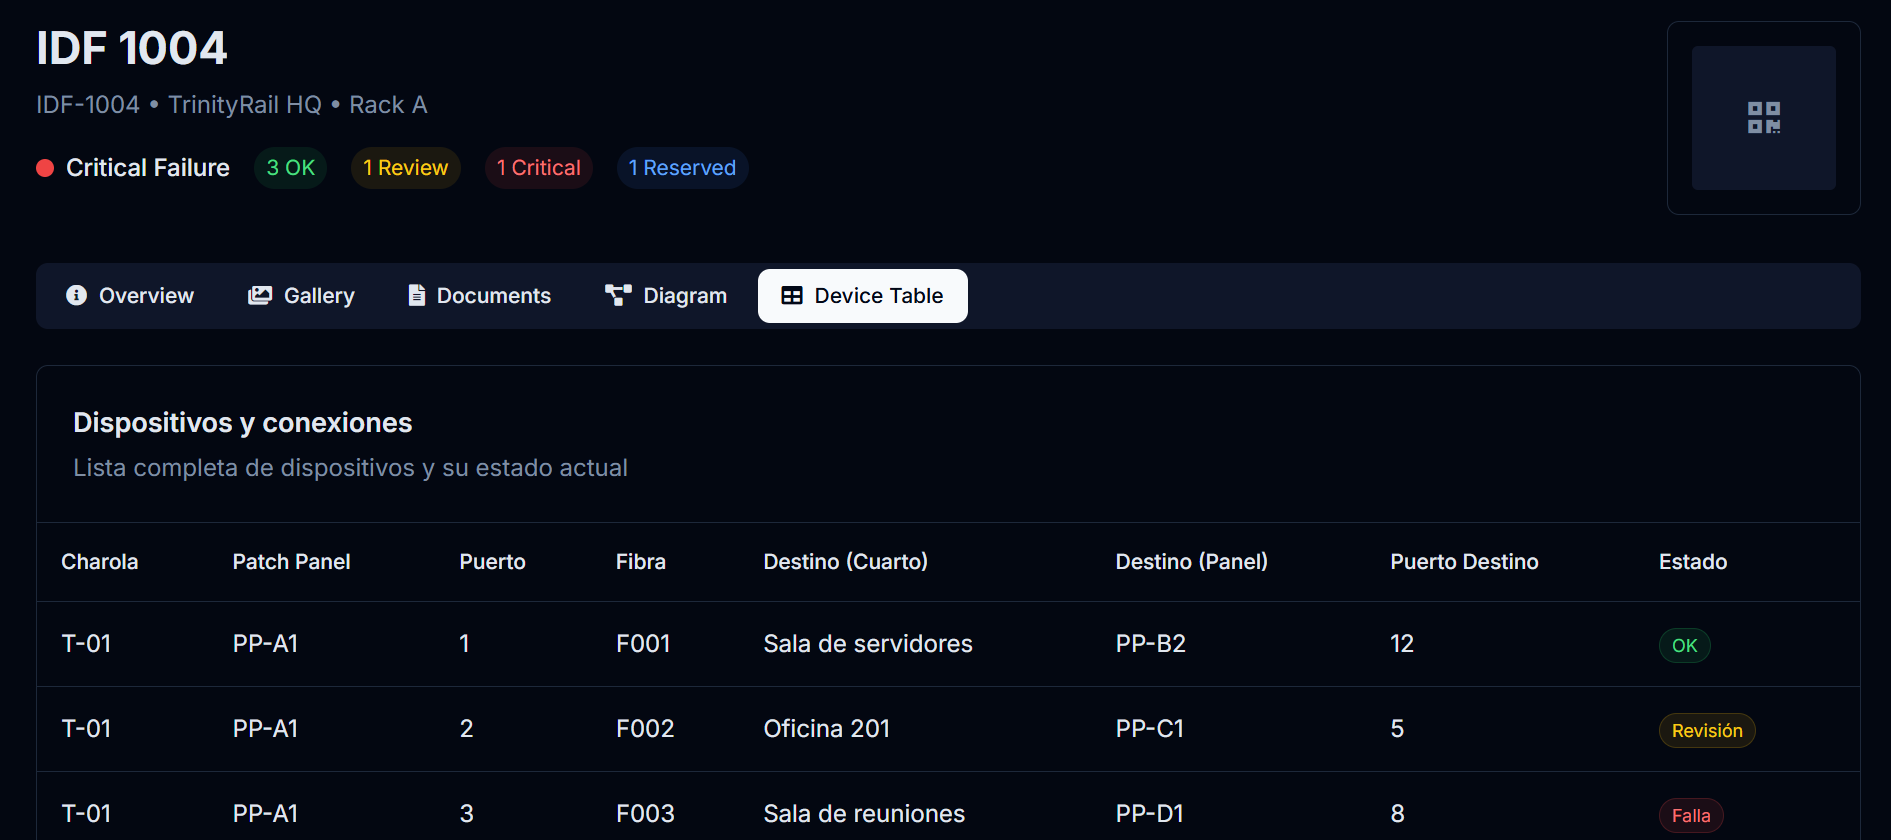 IDF 1004
IDF-1004 • TrinityRail HQ • Rack A
Critical Failure 3 OK 1 Review 1 Critical 1 Reserved
Overview Gallery Documents Diagram Device Table
Dispositivos y conexiones
Lista completa de dispositivos y su estado actual
Charola Patch Panel Puerto Fibra Destino (Cuarto) Destino (Panel) Puerto Destino Estado
T-01 PP-A1 1 F001 Sala de servidores PP-B2 12 OK
T-01 PP-A1 2 F002 Oficina 201 PP-C1 5 Revisión
T-01 PP-A1 3 F003 Sala de reuniones PP-D1 8 Falla